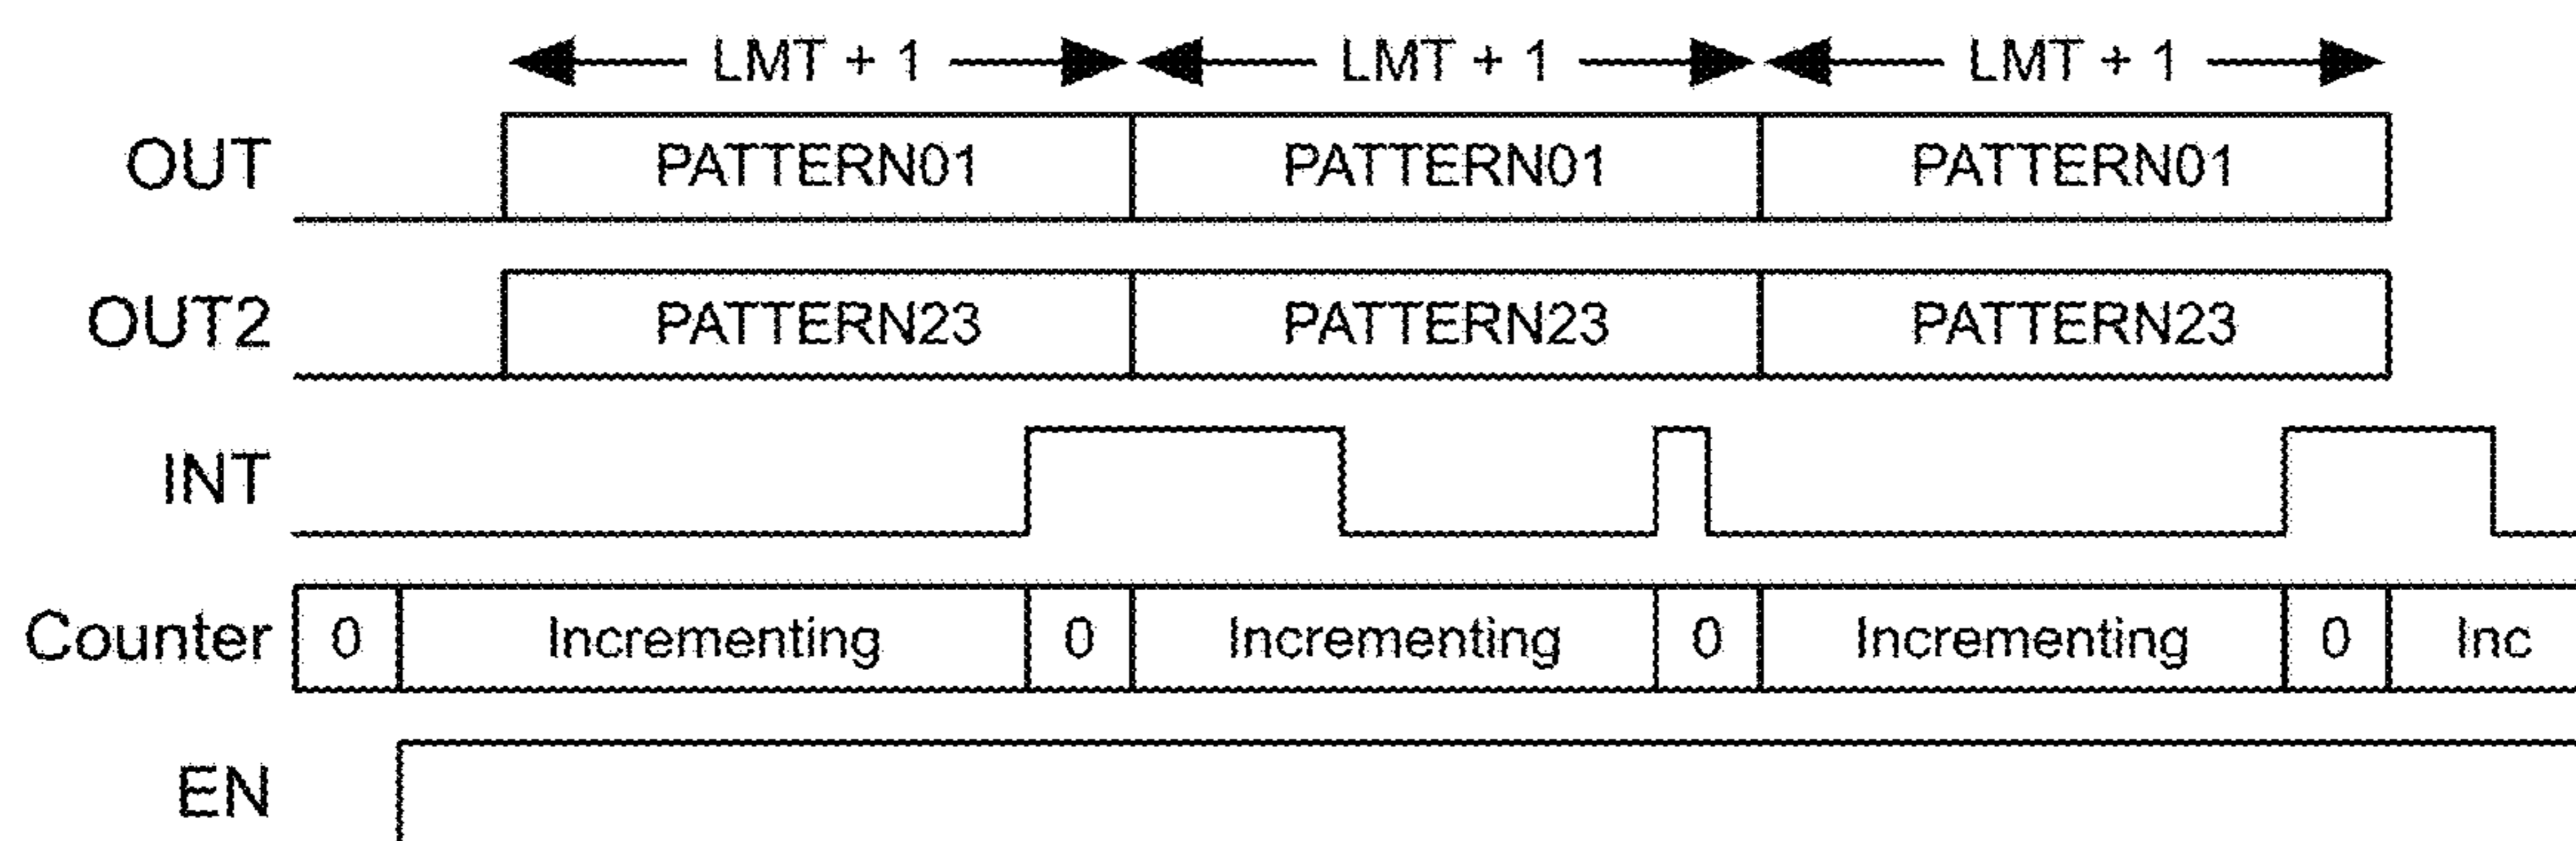 LMT + 1 LMT + 1 LMT + 1
OUT PATTERN01 PATTERN01 PATTERN01
OUT2 PATTERN23 PATTERN23 PATTERN23
INT
Counter 0 Incrementing 0 Incrementing 0 Incrementing 0 Inc
EN